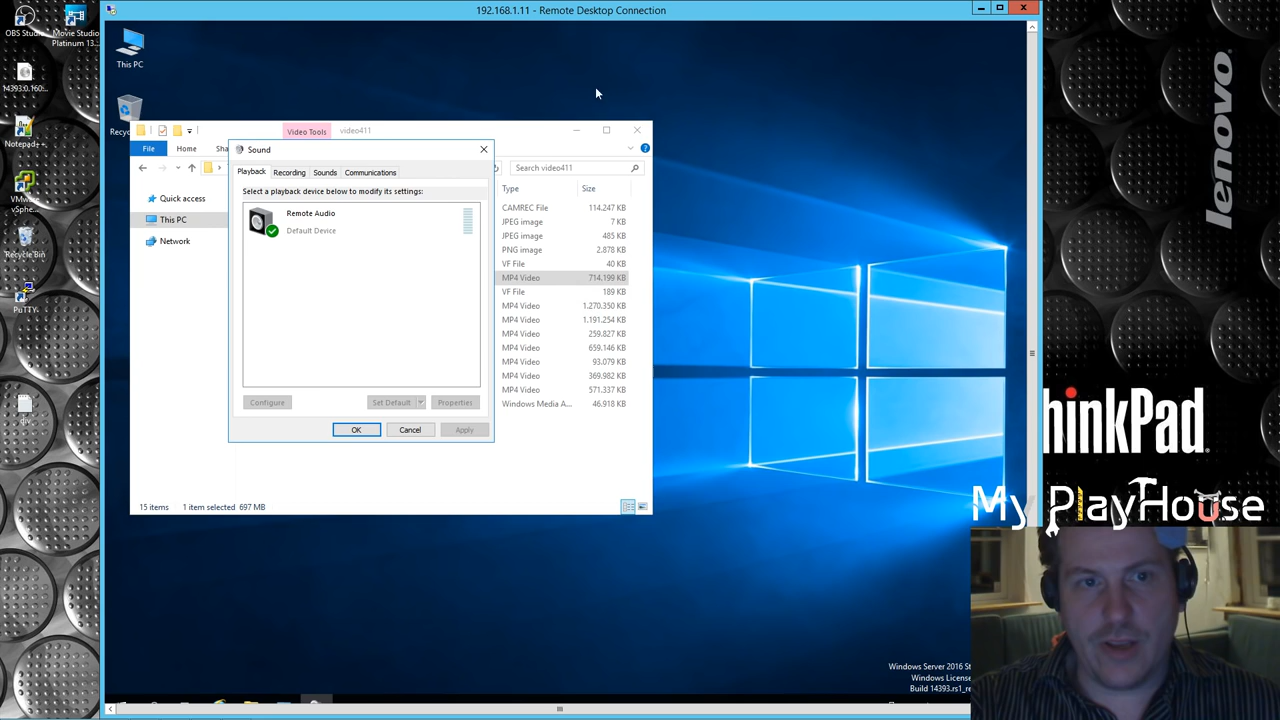 192.168.1.11 - Remote Desktop Connection
OBS Studio
Movie Studio
Platinum 13...
14393.0.160...
Notepad++
VMware
vSphe...
Recycle Bin
PuTTY
div
This PC
Recyc
Video Tools
video411
File
Home
Sha
Search video411
Quick access
This PC
Network
Type
Size
CAMREC File
114.247 KB
JPEG image
7 KB
JPEG image
485 KB
PNG image
2.878 KB
VF File
40 KB
MP4 Video
714.199 KB
VF File
189 KB
MP4 Video
1.270.350 KB
MP4 Video
1.191.254 KB
MP4 Video
259.827 KB
MP4 Video
659.146 KB
MP4 Video
93.079 KB
MP4 Video
369.982 KB
MP4 Video
571.337 KB
Windows Media A...
46.918 KB
15 items
1 item selected 697 MB
Sound
Playback
Recording
Sounds
Communications
Select a playback device below to modify its settings:
Remote Audio
Default Device
Configure
Set Default
Properties
OK
Cancel
Apply
lenovo
hinkPad
My PlayHouse
Windows Server 2016 St
Windows License
Build 14393.rs1_re